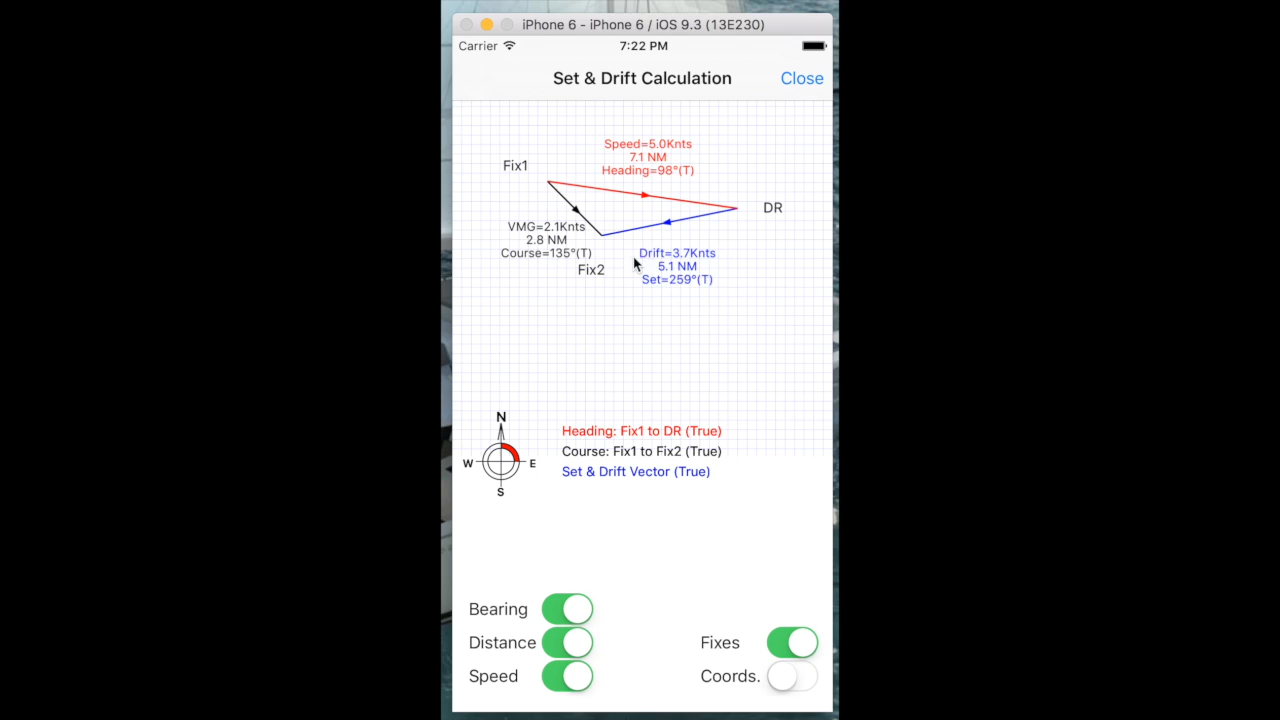 iPhone 6 - iPhone 6 / iOS 9.3 (13E230)
Carrier 7:22 PM
Set & Drift Calculation Close
Speed=5.0Knts
7.1 NM
Heading=98°(T)
Fix1
DR
VMG=2.1Knts
2.8 NM
Course=135°(T)
Fix2
Drift=3.7Knts
5.1 NM
Set=259°(T)
N
W E
S
Heading: Fix1 to DR (True)
Course: Fix1 to Fix2 (True)
Set & Drift Vector (True)
Bearing
Distance Fixes
Speed Coords.